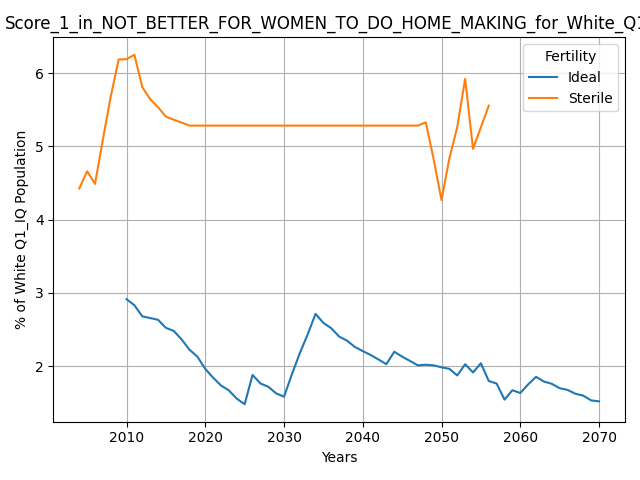 Score_1_in_NOT_BETTER_FOR_WOMEN_TO_DO_HOME_MAKING_for_White_Q1
Fertility
Ideal
Sterile
% of White Q1_IQ Population
6
5
4
3
2
2010 2020 2030 2040 2050 2060 2070
Years